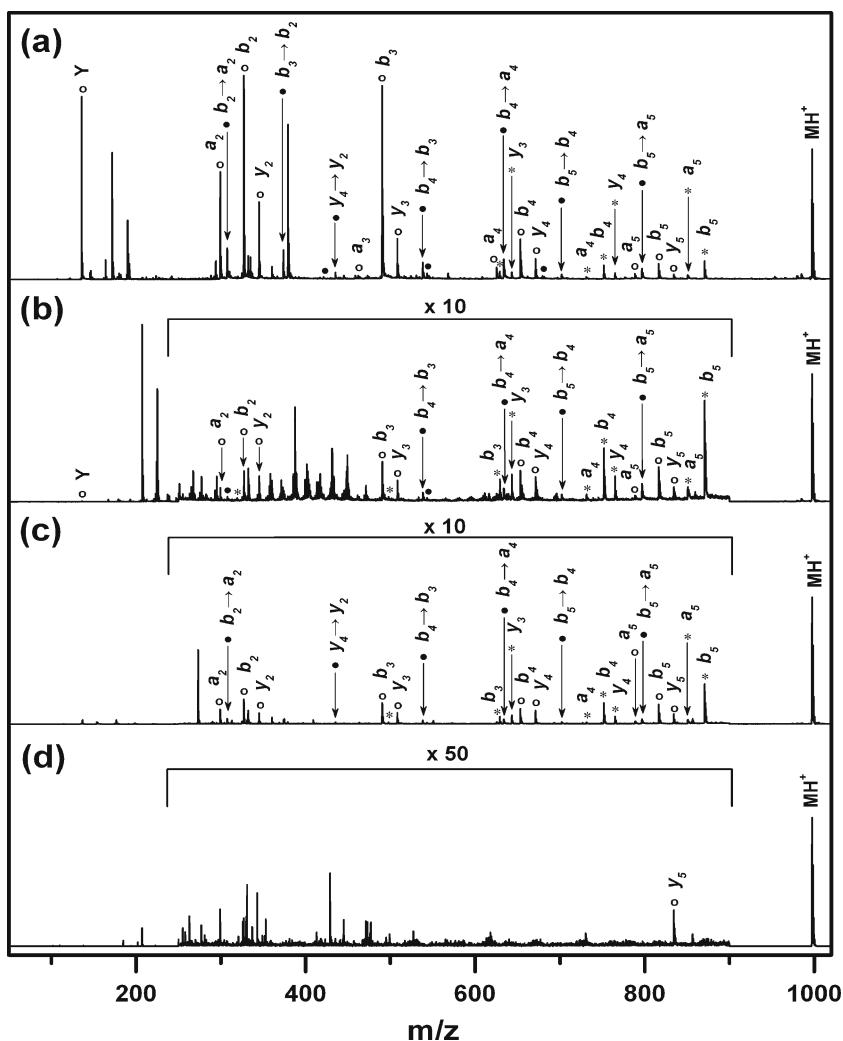 (a)
Y
a₂
b₂→a₂
b₂
y₂
b₃→b₂
y₄→y₂
a₃
b₃
y₃
b₄→b₃
a₄
b₄→a₄
y₃
b₄
y₄
b₅→b₄
a₄
b₄
y₄
a₅
b₅→a₅
b₅
y₅
a₅
b₅
MH⁺
(b)
x 10
Y
a₂
b₂
y₂
b₃
y₃
b₄→b₃
b₃
b₄→a₄
y₃
b₄
y₄
b₅→b₄
a₄
b₄
y₄
a₅
b₅→a₅
b₅
y₅
a₅
b₅
MH⁺
(c)
x 10
a₂
b₂→a₂
b₂
y₂
y₄→y₂
b₃
y₃
b₄→b₃
b₃
b₄→a₄
y₃
b₄
y₄
b₅→b₄
a₄
b₄
y₄
a₅
b₅→a₅
b₅
y₅
a₅
b₅
MH⁺
(d)
x 50
y₅
MH⁺
200 400 600 800 1000
m/z